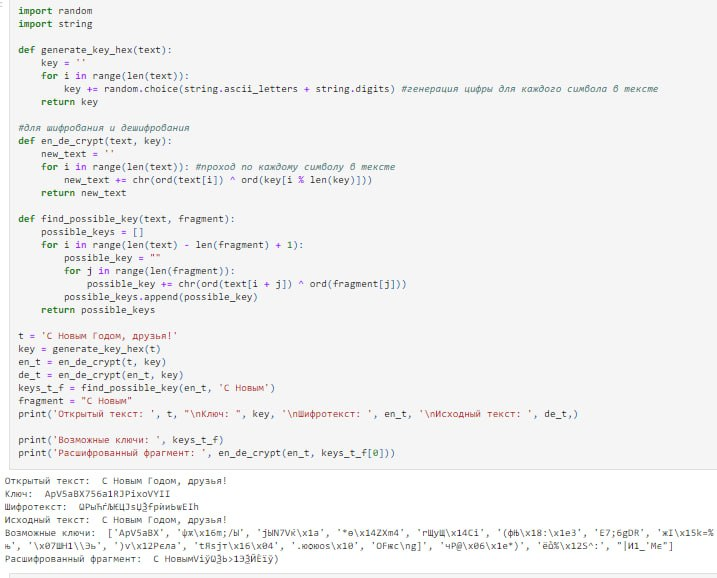 import random
import string
def generate_key_hex(text):
key = ''
for i in range(len(text)):
key += random.choice(string.ascii_letters + string.digits) #генерация цифры для каждого символа в тексте
return key
#для шифрования и дешифрования
def en_de_crypt(text, key):
new_text = ''
for i in range(len(text)): #проход по каждому символу в тексте
new_text += chr(ord(text[i]) ^ ord(key[i % len(key)]))
return new_text
def find_possible_key(text, fragment):
possible_keys = []
for i in range(len(text) - len(fragment) + 1):
possible_key = ""
for j in range(len(fragment)):
possible_key += chr(ord(text[i + j]) ^ ord(fragment[j]))
possible_keys.append(possible_key)
return possible_keys
t = 'С Новым Годом, друзья!'
key = generate_key_hex(t)
en_t = en_de_crypt(t, key)
de_t = en_de_crypt(en_t, key)
keys_t_f = find_possible_key(en_t, 'С Новым')
fragment = "С Новым"
print('Открытый текст: ', t, "\nКлюч: ", key, '\nШифротекст: ', en_t, '\nИсходный текст: ', de_t,)
print('Возможные ключи: ', keys_t_f)
print('Расшифрованный фрагмент: ', en_de_crypt(en_t, keys_t_f[0]))
Открытый текст: С Новым Годом, друзья!
Ключ: ApV5aBX756a1RJPixoVYII
Шифротекст:
Исходный текст: С Новым Годом, друзья!
Возможные ключи: ['ApV5aBX',
Расшифрованный фрагмент: С Новым